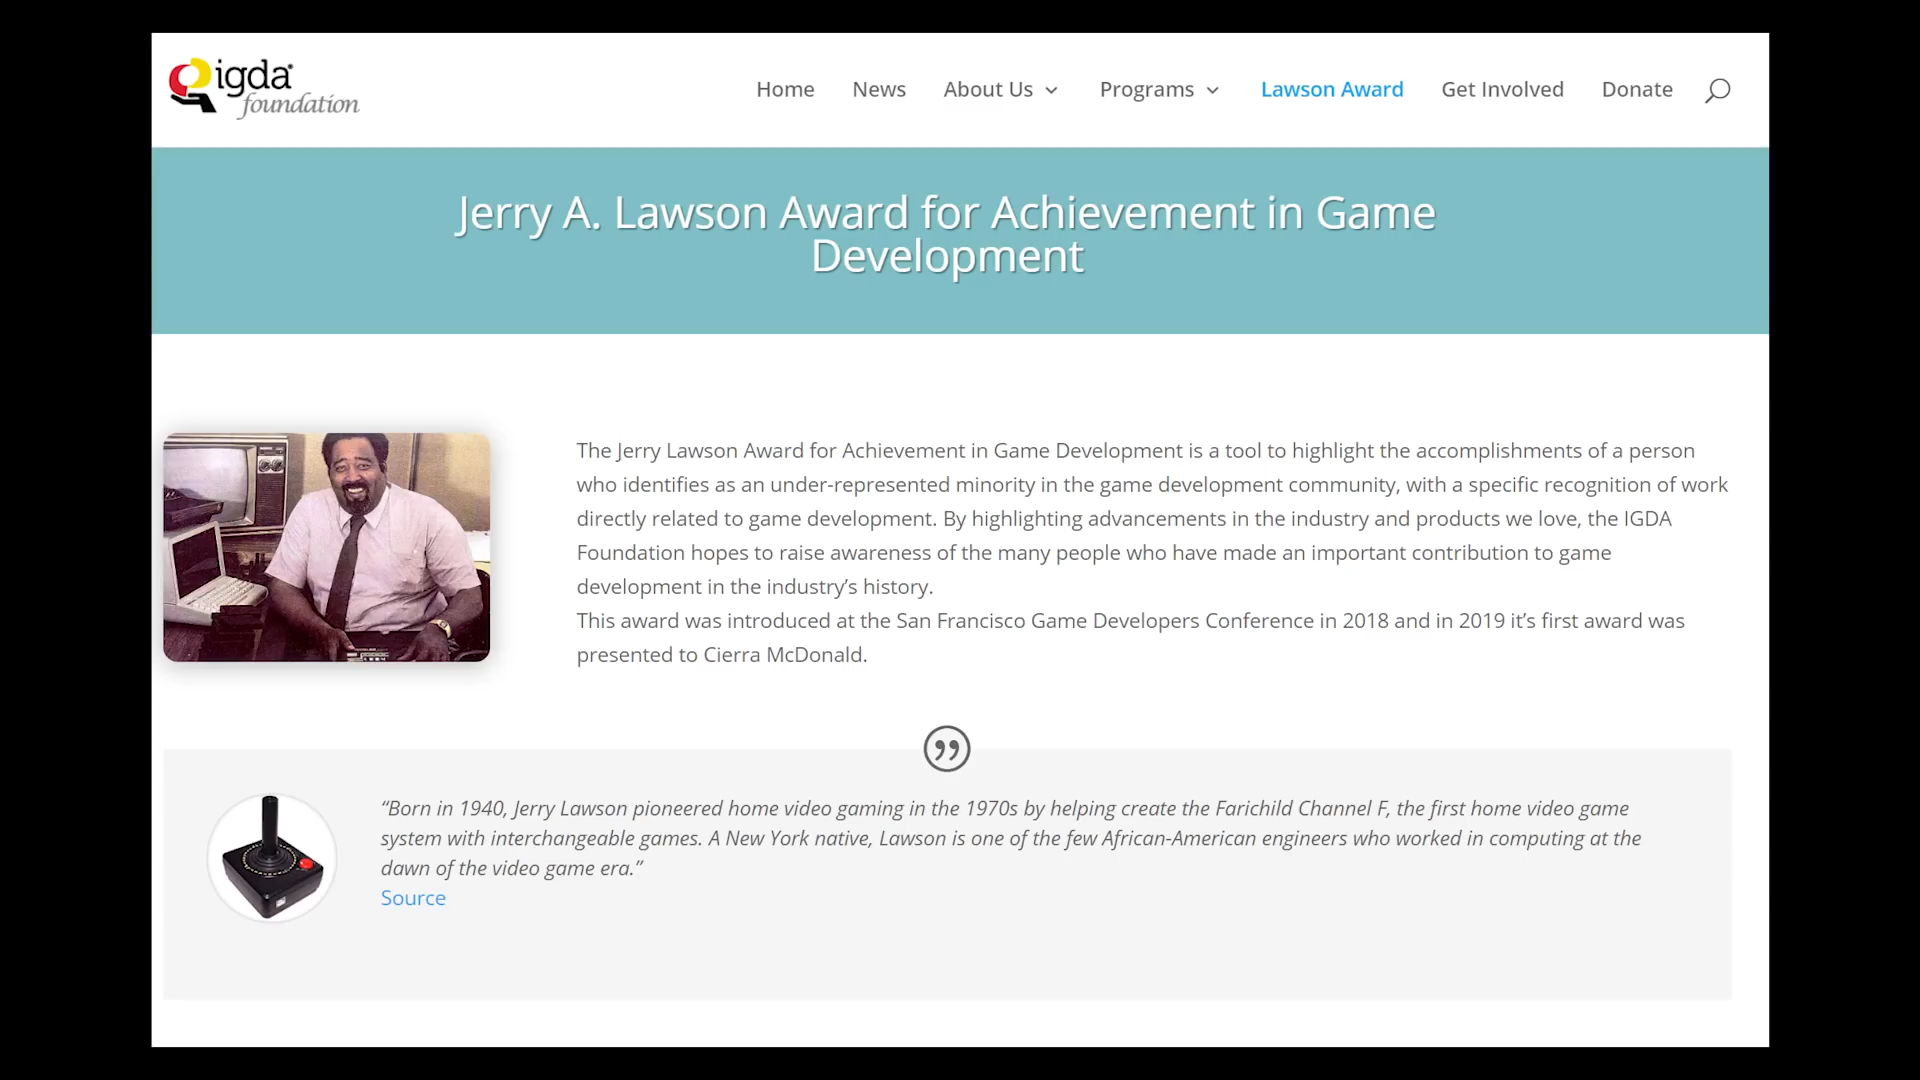 igda
foundation
Home News About Us Programs Lawson Award Get Involved Donate
Jerry A. Lawson Award for Achievement in Game
Development
The Jerry Lawson Award for Achievement in Game Development is a tool to highlight the accomplishments of a person
who identifies as an under-represented minority in the game development community, with a specific recognition of work
directly related to game development. By highlighting advancements in the industry and products we love, the IGDA
Foundation hopes to raise awareness of the many people who have made an important contribution to game
development in the industry’s history.
This award was introduced at the San Francisco Game Developers Conference in 2018 and in 2019 it’s first award was
presented to Cierra McDonald.
“Born in 1940, Jerry Lawson pioneered home video gaming in the 1970s by helping create the Farichild Channel F, the first home video game
system with interchangeable games. A New York native, Lawson is one of the few African-American engineers who worked in computing at the
dawn of the video game era.”
Source